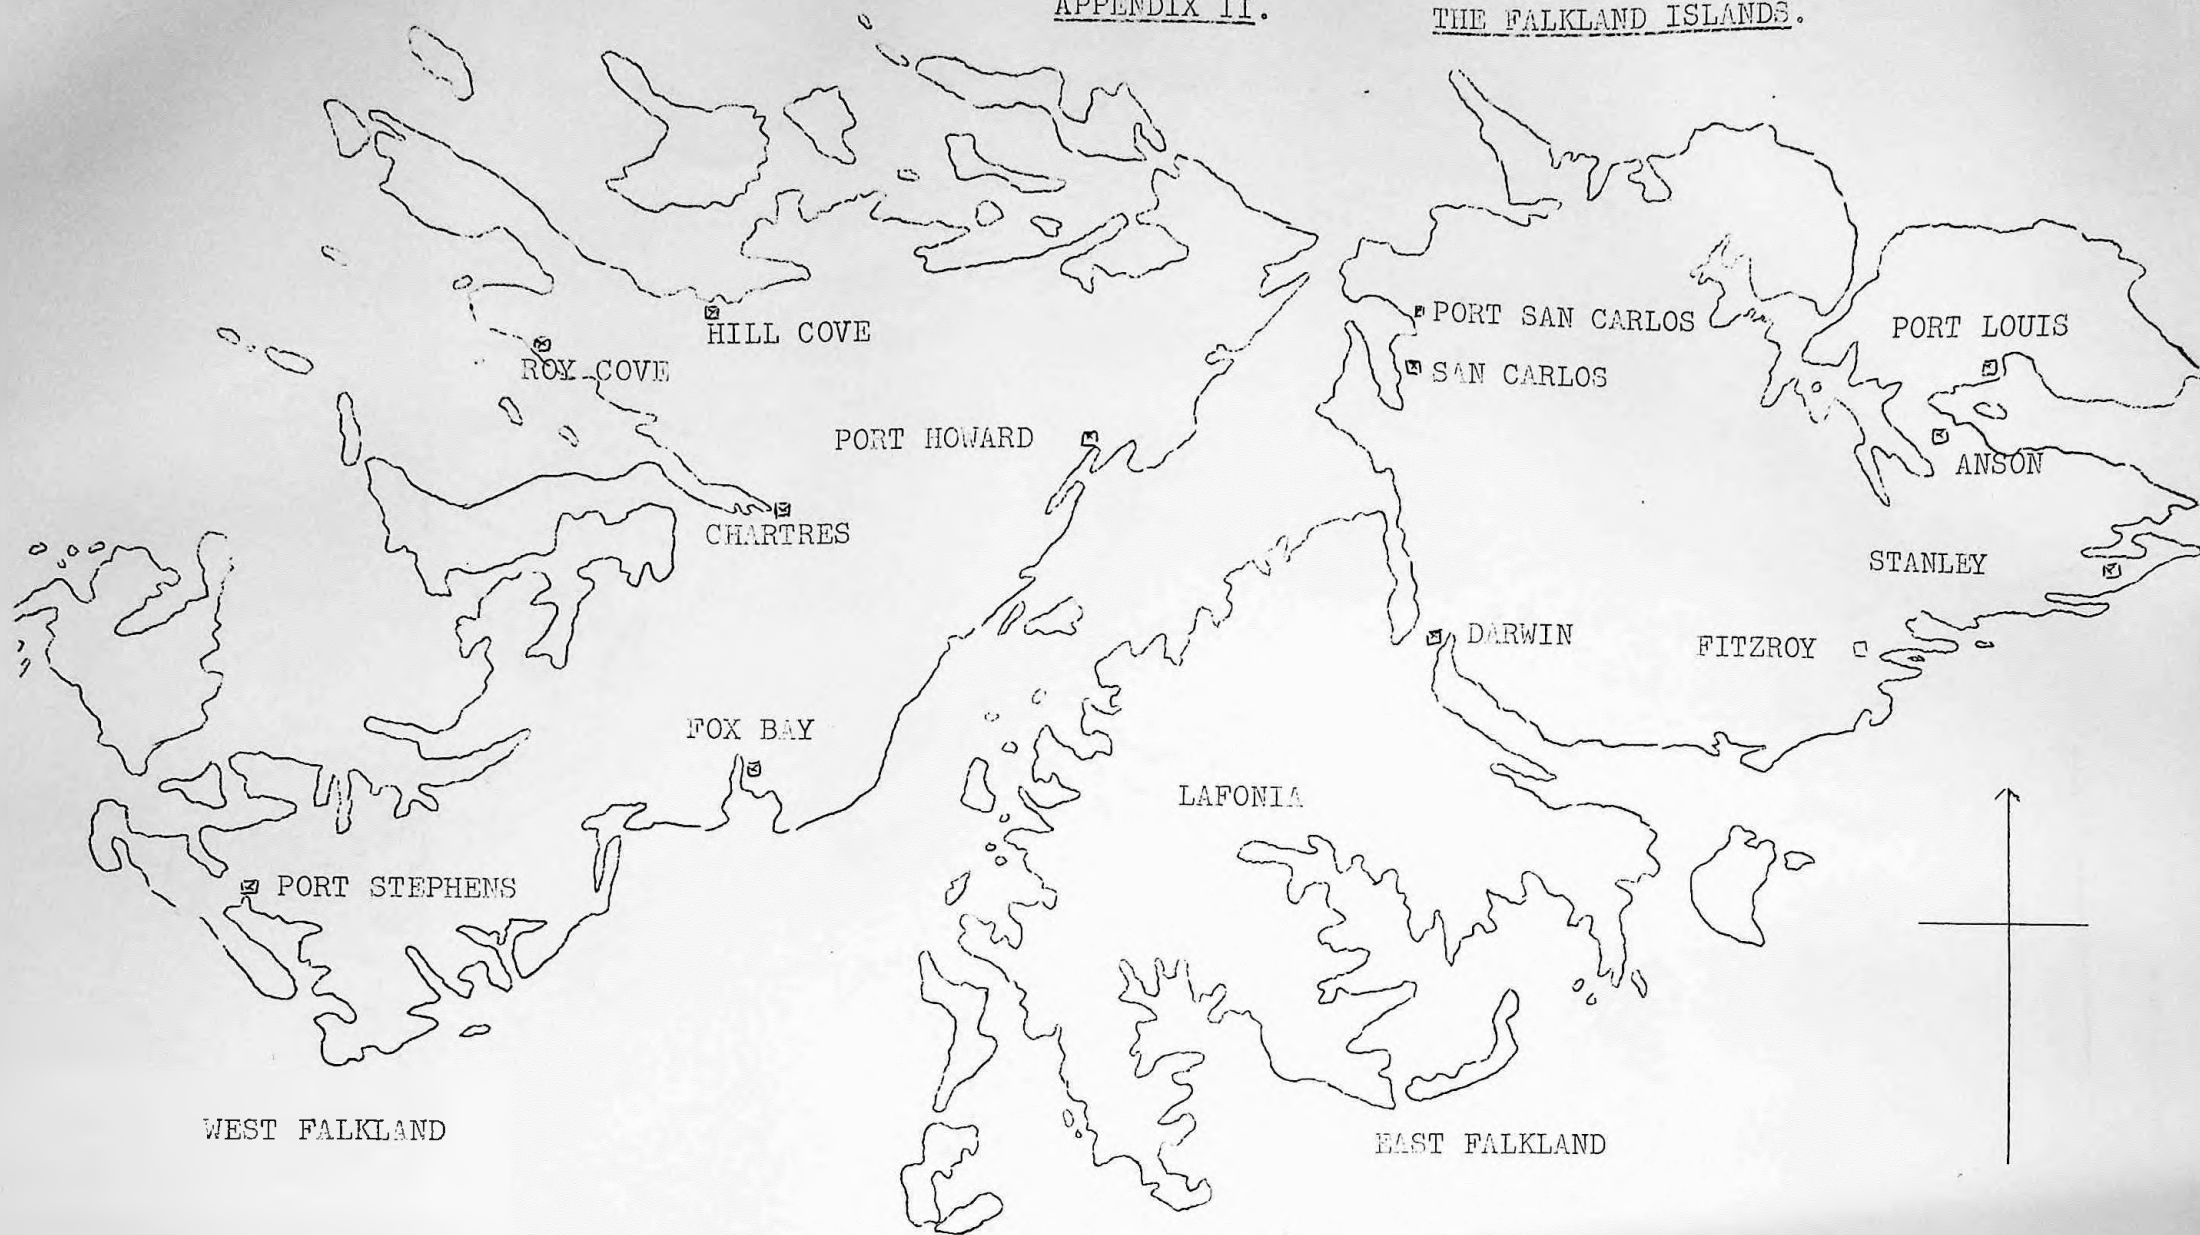 APPENDIX II.
THE FALKLAND ISLANDS.
HILL COVE
PORT SAN CARLOS
PORT LOUIS
ROY COVE
SAN CARLOS
PORT HOWARD
ANSON
CHARTRES
STANLEY
DARWIN
FITZROY
FOX BAY
LAFONIA
PORT STEPHENS
WEST FALKLAND
EAST FALKLAND